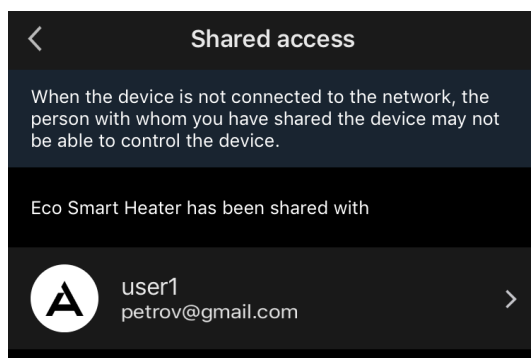 Shared access
When the device is not connected to the network, the
person with whom you have shared the device may not
be able to control the device.
Eco Smart Heater has been shared with
user1
petrov@gmail.com